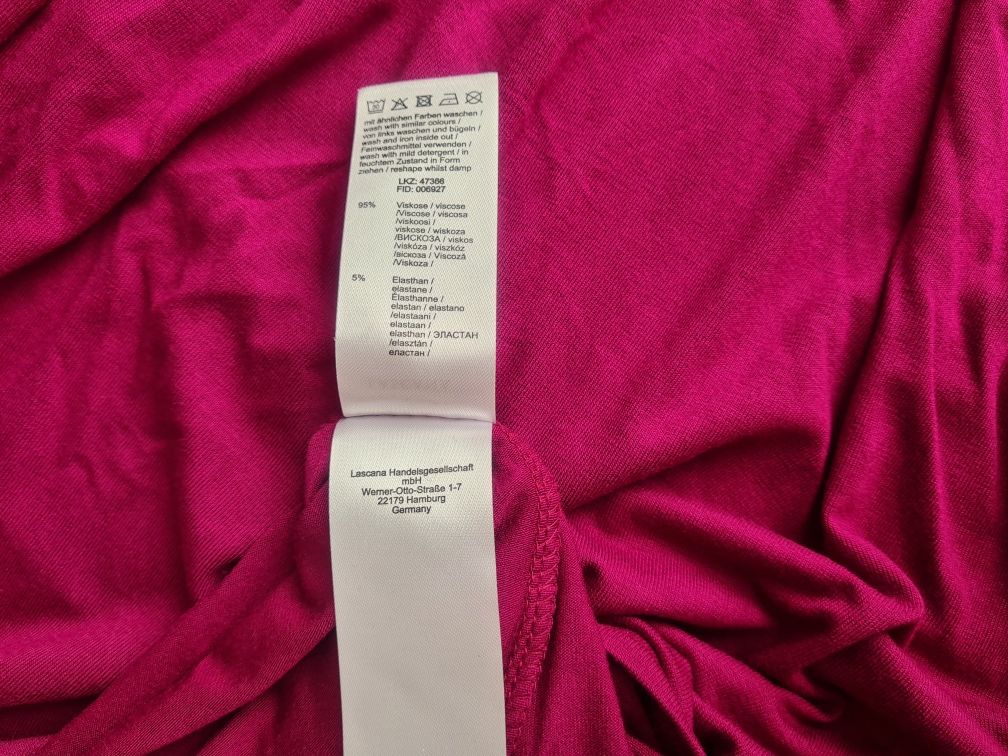 mit ähnlichen Farben waschen /
wash with similar colours /
von links waschen und bügeln /
wash and iron inside out /
Feinwaschmittel verwenden /
wash with mild detergent / in
feuchtem Zustand in Form
ziehen / reshape whilst damp
LKZ: 47366
FID: 006927
95% Viskose / viscose
/Viscose / viscosa
/viskoosi /
viskose / wiskoza
/ВИСКОЗА / viskos
/viskóza / viszkóz
/віскоза / Viscoză
/Viskoza /
5% Elasthan /
elastane /
Élasthanne /
elastan / elastano
/elastaani /
elastaan /
elasthan / ЭЛАСТАН
/elasztán /
еластан /
Lascana Handelsgesellschaft
mbH
Werner-Otto-Straße 1-7
22179 Hamburg
Germany